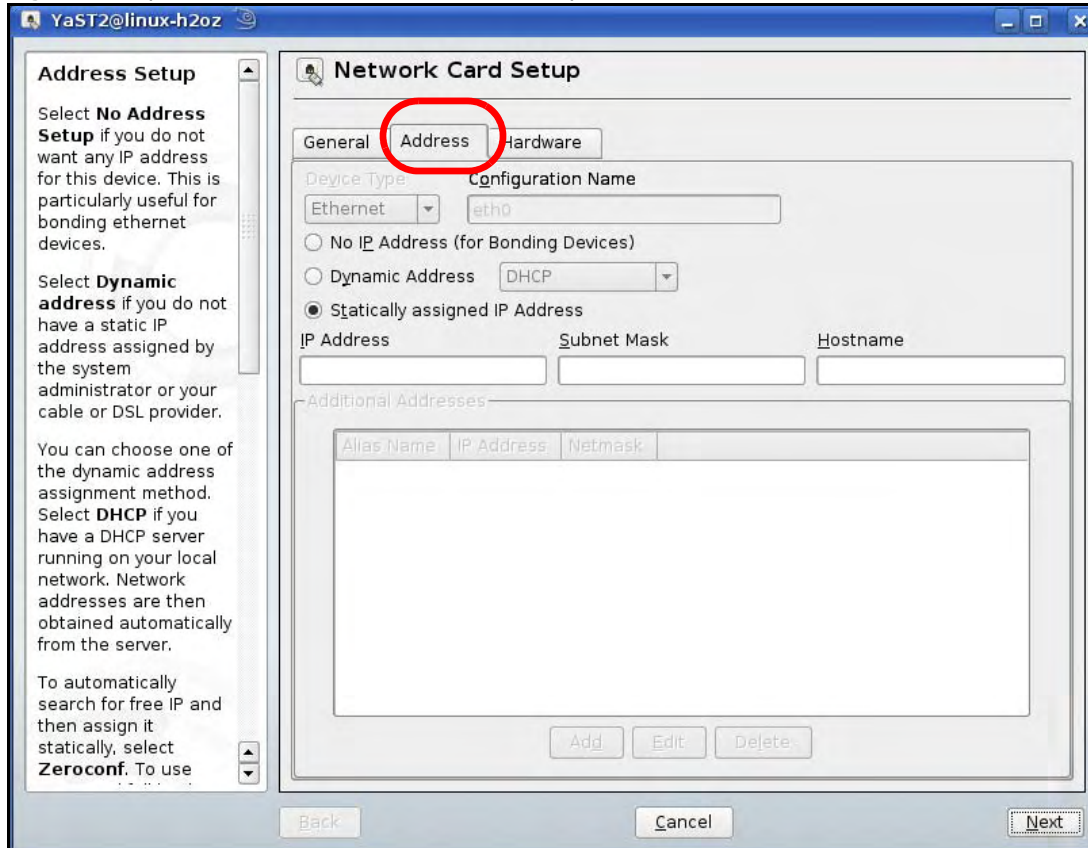 YaST2@linux-h2oz
Address Setup
Select No Address
Setup if you do not
want any IP address
for this device. This is
particularly useful for
bonding ethernet
devices.
Select Dynamic
address if you do not
have a static IP
address assigned by
the system
administrator or your
cable or DSL provider.
You can choose one of
the dynamic address
assignment method.
Select DHCP if you
have a DHCP server
running on your local
network. Network
addresses are then
obtained automatically
from the server.
To automatically
search for free IP and
then assign it
statically, select
Zeroconf. To use
Network Card Setup
General Address Hardware
Device Type Configuration Name
Ethernet eth0
No IP Address (for Bonding Devices)
Dynamic Address DHCP
Statically assigned IP Address
IP Address Subnet Mask Hostname
Additional Addresses
Alias Name IP Address Netmask
Add Edit Delete
Back Cancel Next